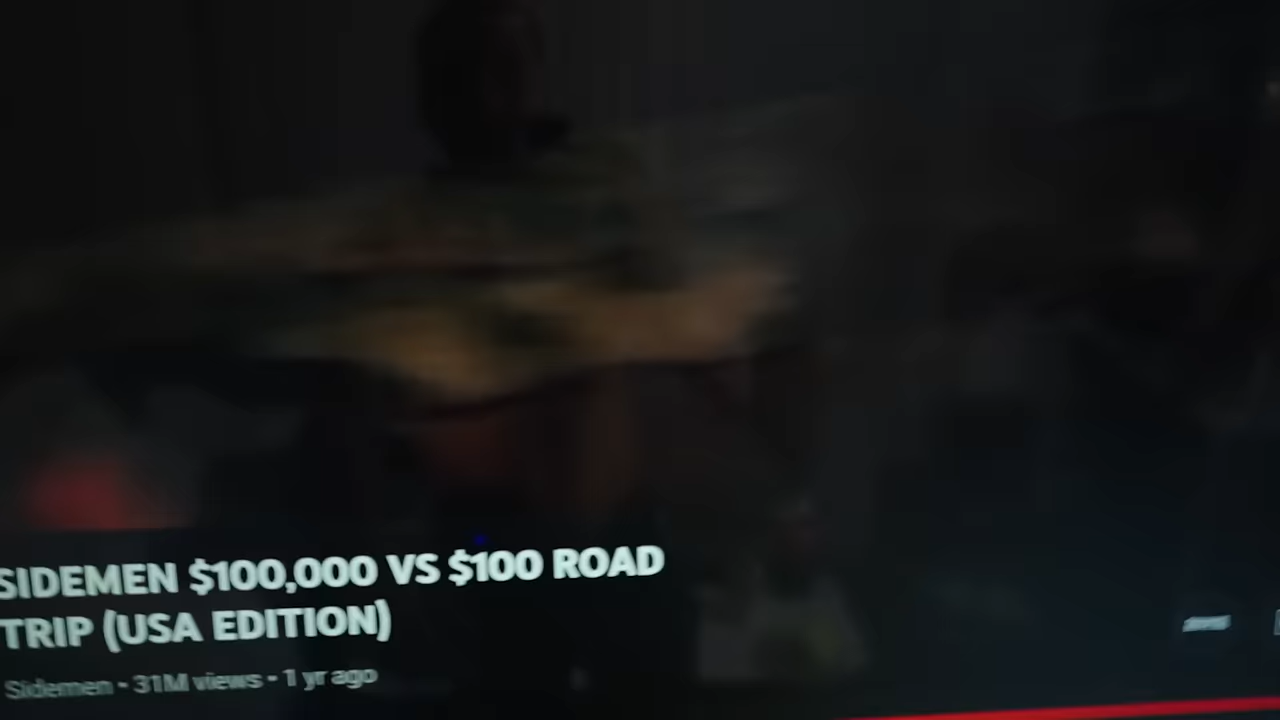 SIDEMEN $100,000 VS $100 ROAD
TRIP (USA EDITION)
Sidemen • 31M views • 1 yr ago